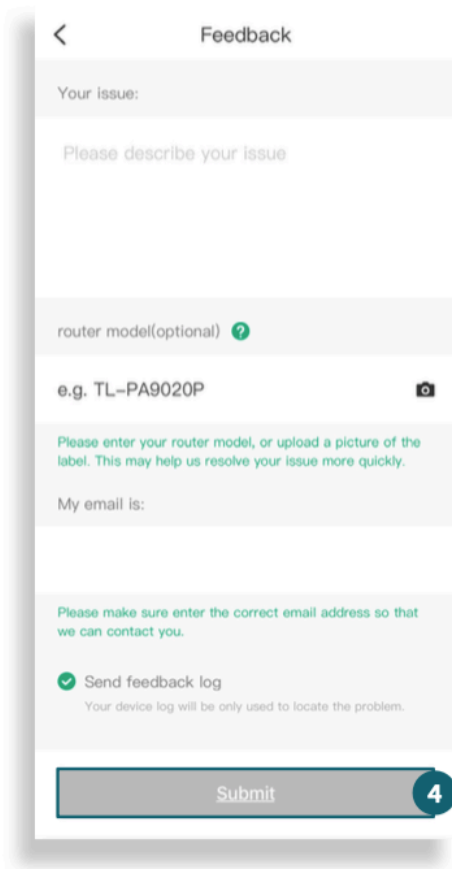 Feedback
Your issue:
Please describe your issue
router model(optional) ?
e.g. TL-PA9020P
Please enter your router model, or upload a picture of the
label. This may help us resolve your issue more quickly.
My email is:
Please make sure enter the correct email address so that
we can contact you.
Send feedback log
Your device log will be only used to locate the problem.
Submit
4